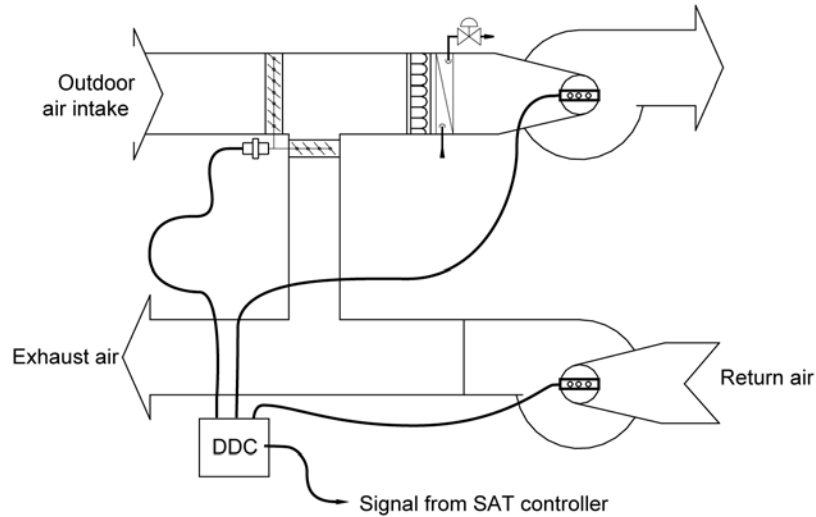 Outdoor
air intake
Exhaust air
Return air
DDC
Signal from SAT controller